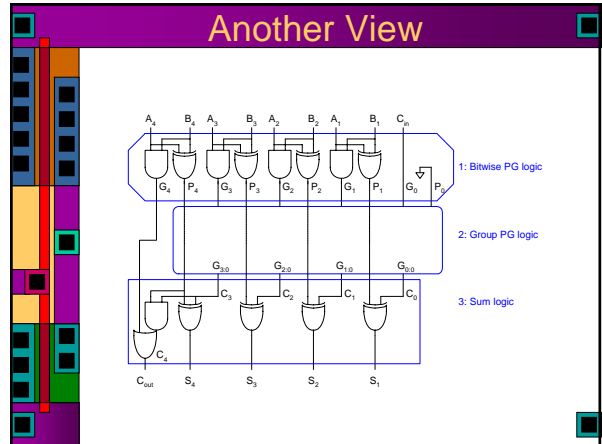 Another View
A4 B4 A3 B3 A2 B2 A1 B1 Cin
1: Bitwise PG logic
G4 P4 G3 P3 G2 P2 G1 P1 G0 P0
2: Group PG logic
G3:0 G2:0 G1:0 G0:0
C3 C2 C1 C0
3: Sum logic
C4
Cout S4 S3 S2 S1